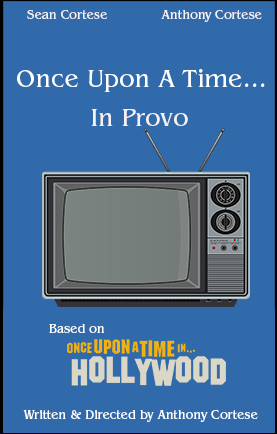 Sean Cortese Anthony Cortese
Once Upon A Time...
In Provo
Based on
ONCE UPON A TIME IN...
HOLLYWOOD
Written & Directed by Anthony Cortese